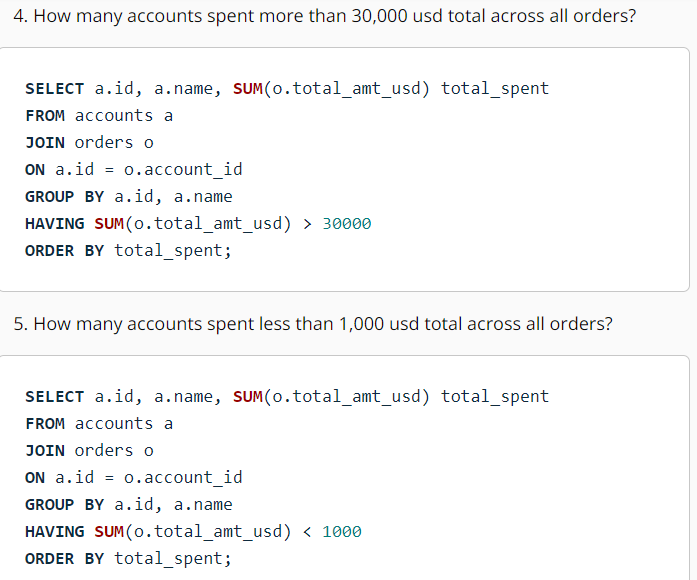 4. How many accounts spent more than 30,000 usd total across all orders?
SELECT a.id, a.name, SUM(o.total_amt_usd) total_spent
FROM accounts a
JOIN orders o
ON a.id = o.account_id
GROUP BY a.id, a.name
HAVING SUM(o.total_amt_usd) > 30000
ORDER BY total_spent;
5. How many accounts spent less than 1,000 usd total across all orders?
SELECT a.id, a.name, SUM(o.total_amt_usd) total_spent
FROM accounts a
JOIN orders o
ON a.id = o.account_id
GROUP BY a.id, a.name
HAVING SUM(o.total_amt_usd) < 1000
ORDER BY total_spent;